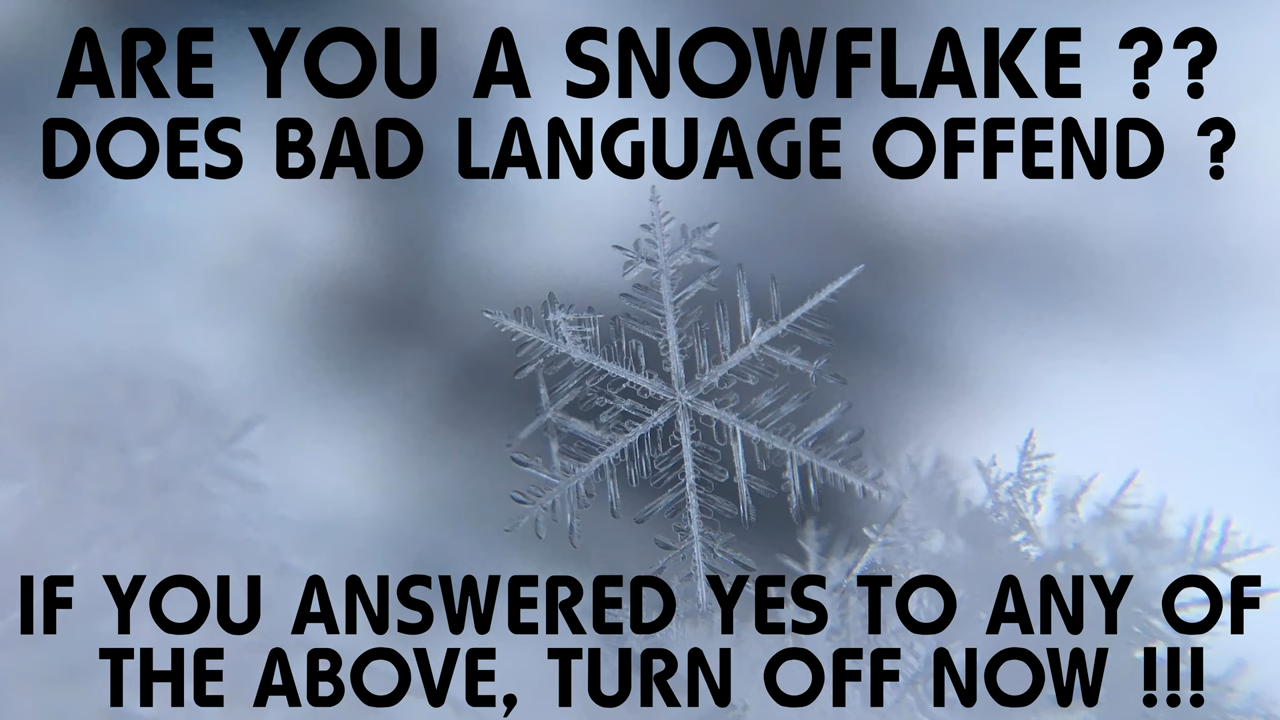 ARE YOU A SNOWFLAKE ??
DOES BAD LANGUAGE OFFEND ?
IF YOU ANSWERED YES TO ANY OF
THE ABOVE, TURN OFF NOW !!!